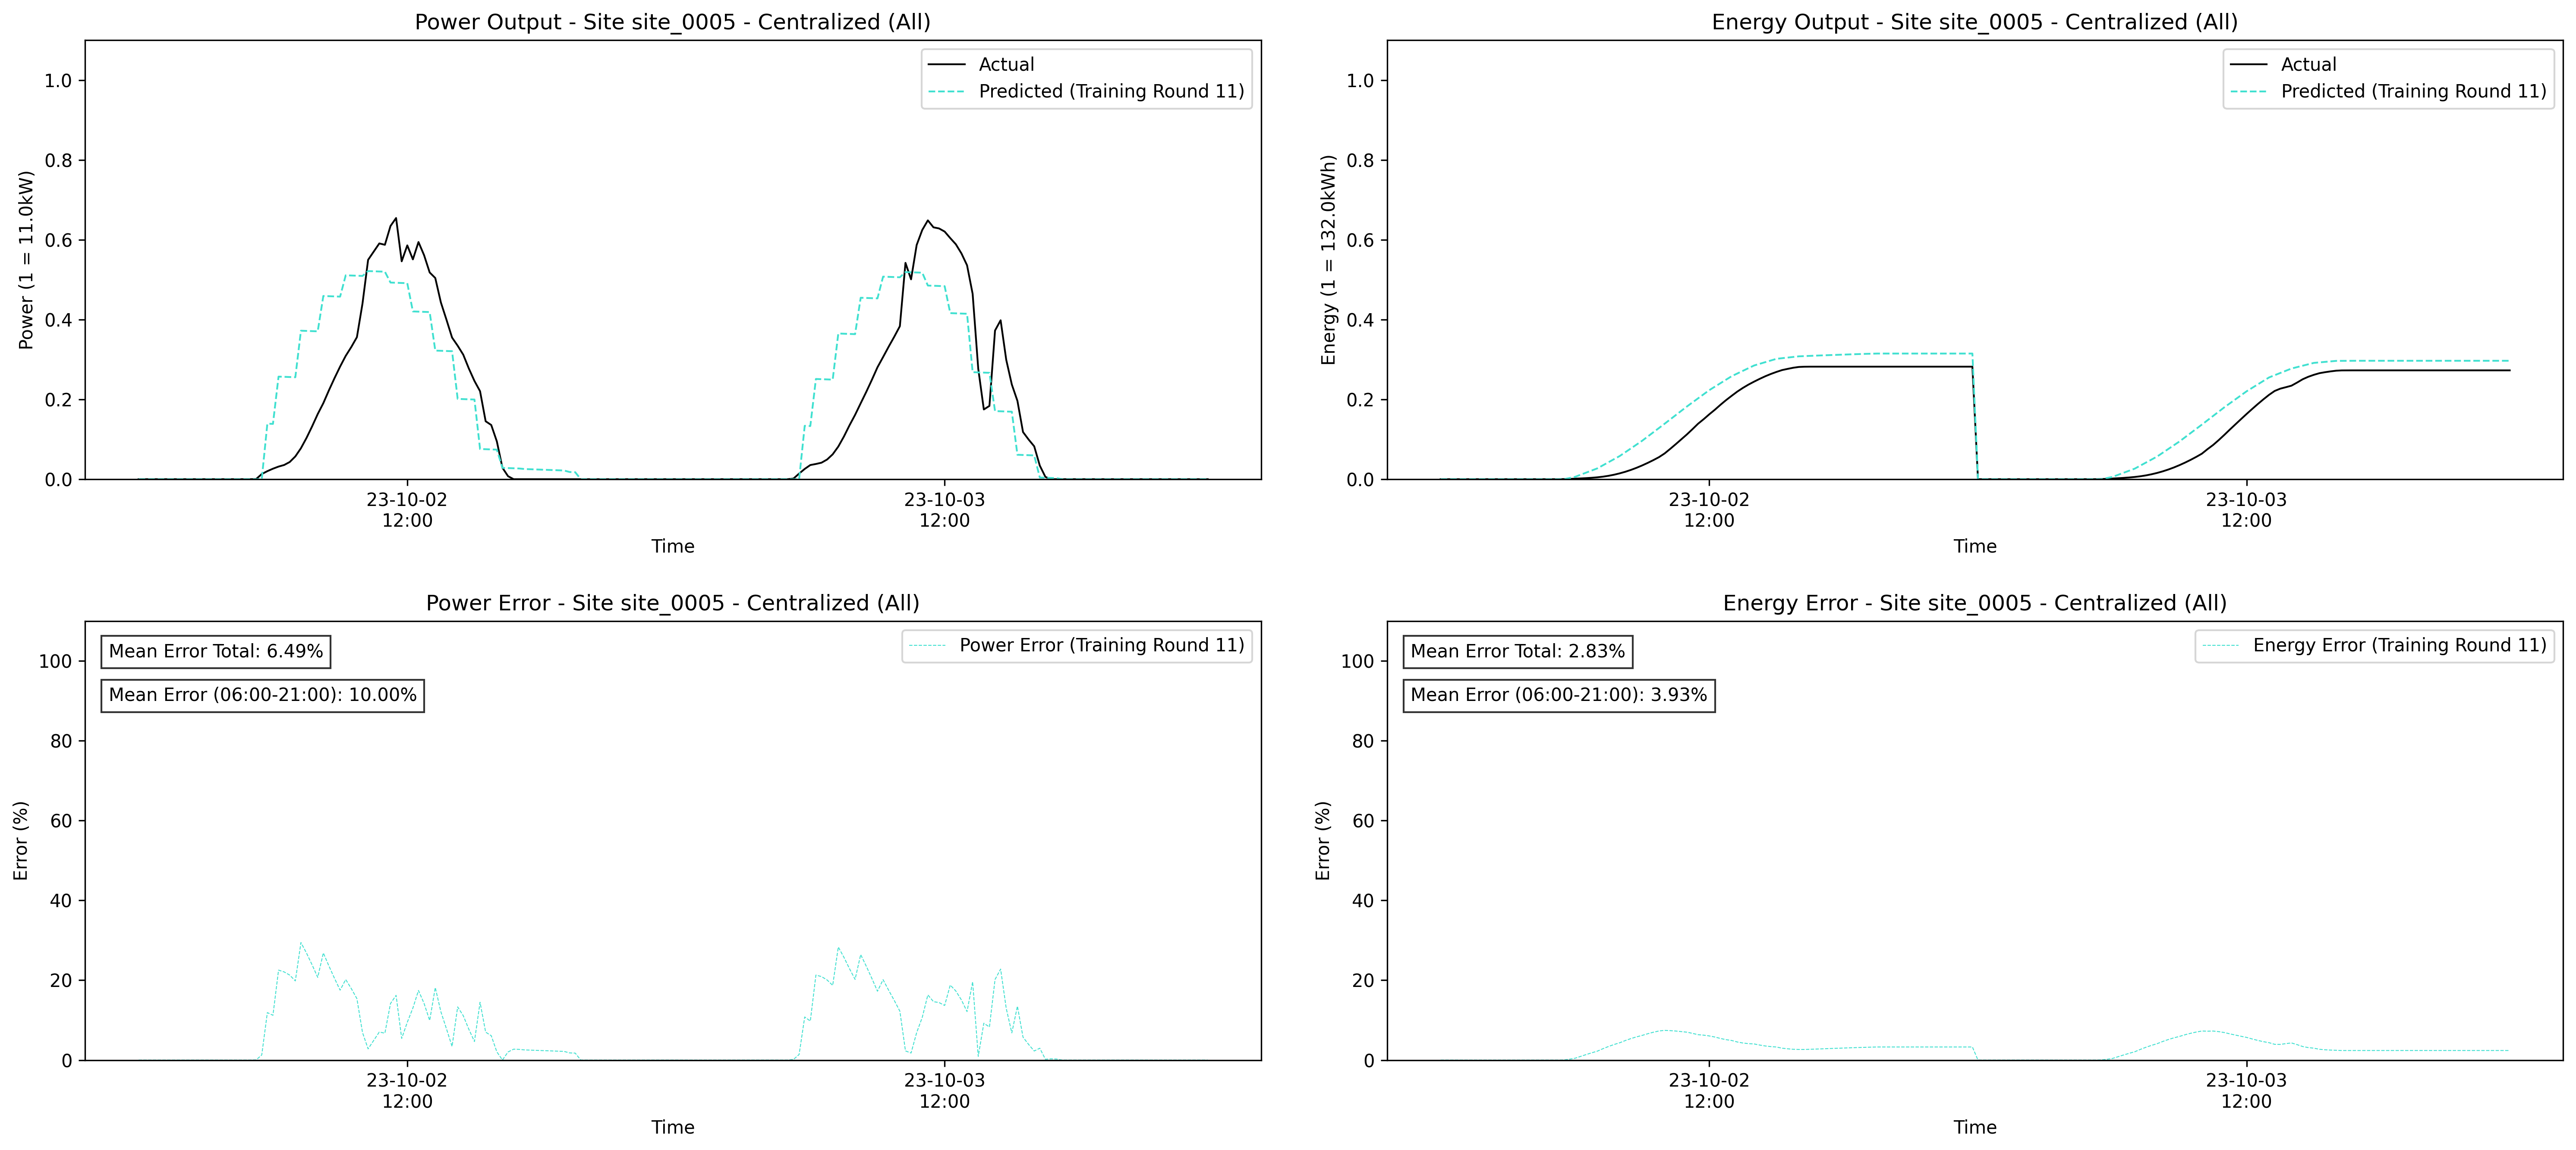 Power Output - Site site_0005 - Centralized (All)
Actual
Predicted (Training Round 11)
Power (1 = 11.0kW)
1.0
0.8
0.6
0.4
0.2
0.0
23-10-02
12:00
23-10-03
12:00
Time
Energy Output - Site site_0005 - Centralized (All)
Actual
Predicted (Training Round 11)
Energy (1 = 132.0kWh)
1.0
0.8
0.6
0.4
0.2
0.0
23-10-02
12:00
23-10-03
12:00
Time
Power Error - Site site_0005 - Centralized (All)
Mean Error Total: 6.49%
Mean Error (06:00-21:00): 10.00%
Power Error (Training Round 11)
Error (%)
100
80
60
40
20
0
23-10-02
12:00
23-10-03
12:00
Time
Energy Error - Site site_0005 - Centralized (All)
Mean Error Total: 2.83%
Mean Error (06:00-21:00): 3.93%
Energy Error (Training Round 11)
Error (%)
100
80
60
40
20
0
23-10-02
12:00
23-10-03
12:00
Time